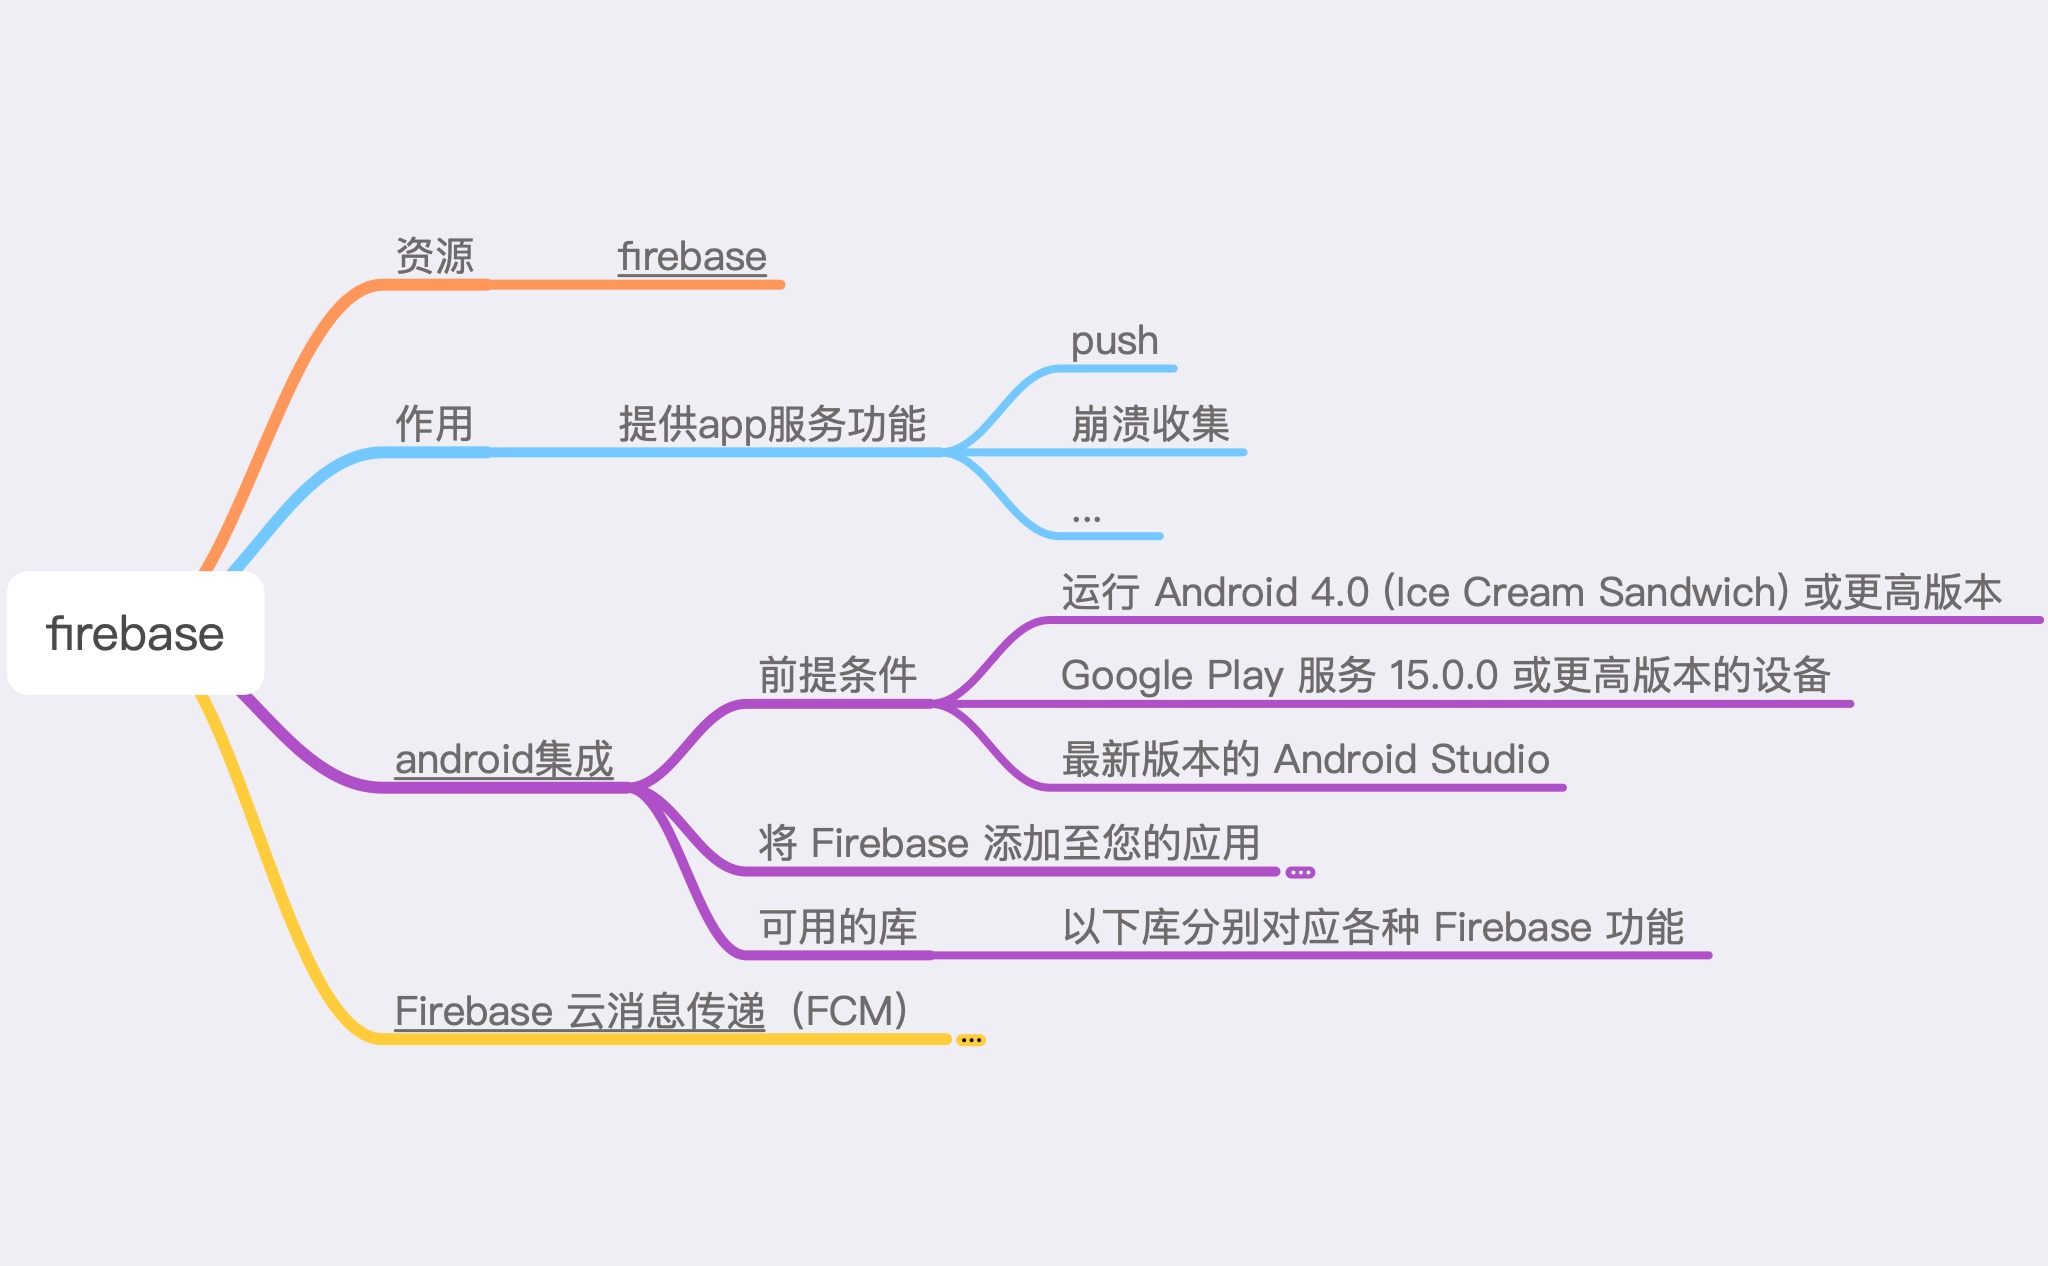 资源
firebase
push
作用
提供app服务功能
崩溃收集
...
firebase
运行 Android 4.0 (Ice Cream Sandwich) 或更高版本
前提条件
Google Play 服务 15.0.0 或更高版本的设备
android集成
最新版本的 Android Studio
将 Firebase 添加至您的应用
可用的库
以下库分别对应各种 Firebase 功能
Firebase 云消息传递（FCM）